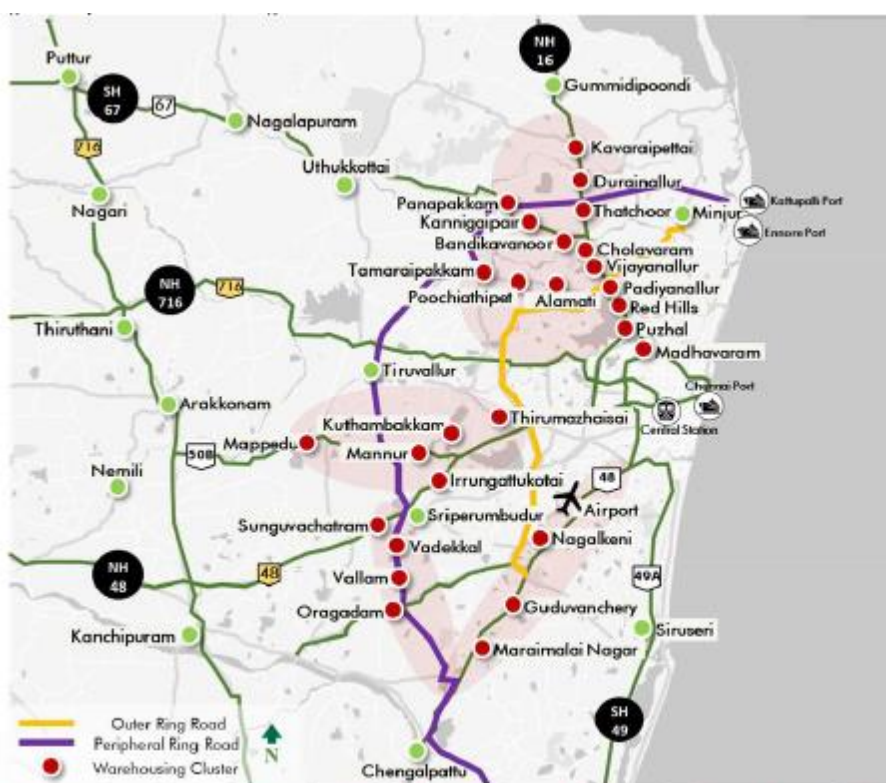 NH
16
Puttur
Gummidipoondi
SH
67
67
Nagalapuram
716
Kavaraipettai
Uthukkottai
Durainallur
Nagari
Panapakkam
Thatchoor
Minjur
Kattupalli Port
Kannigaipair
Ennore Port
Bandikavanoor
Cholavaram
Tamaraipakkam
Vijayanallur
NH
716
716
Poochiathipet
Alamati
Padiyanallur
Red Hills
Thiruthani
Puzhal
Madhavaram
Tiruvallur
Chennai Port
Arakkonam
Kuthambakkam
Thirumazhaisai
Central Station
Mappedu
50B
Mannur
Nemili
Irrungattukotai
48
Airport
Sriperumbudur
Sunguvachatram
Nagalkeni
Vadekkal
NH
48
48
Vallam
49A
Oragadam
Guduvanchery
Kanchipuram
Siruseri
Maraimalai Nagar
SH
49
Outer Ring Road
Peripheral Ring Road
N
Warehousing Cluster
Chengalpattu